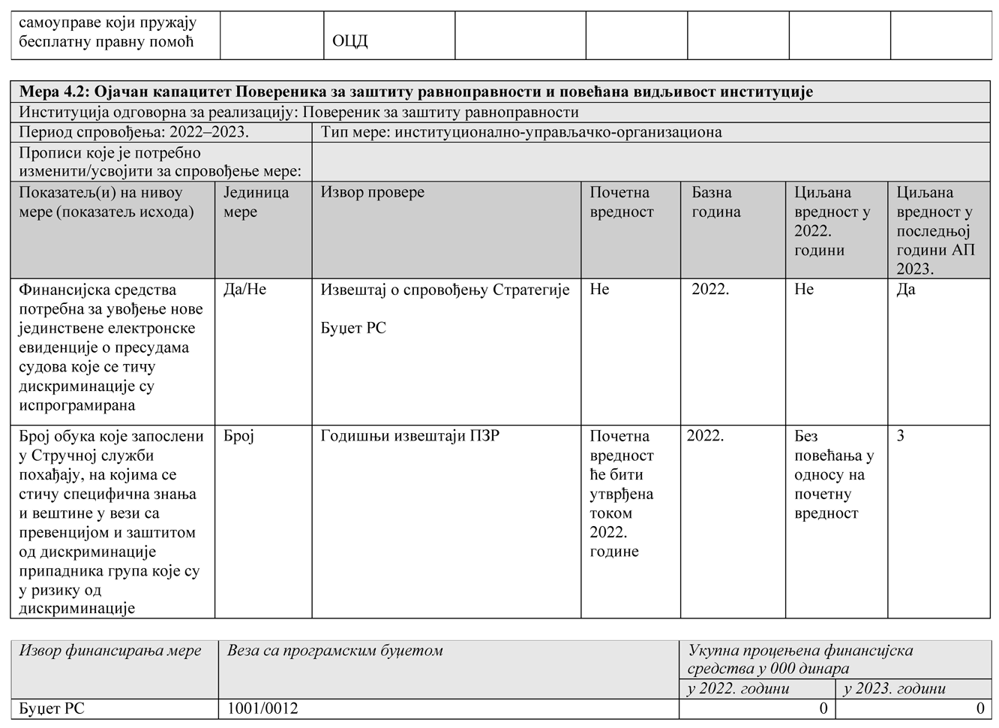 самоуправе који пружају
бесплатну правну помоћ
ОЦД
Мера 4.2: Ојачан капацитет Повереника за заштиту равноправности и повећана видљивост институције
Институција одговорна за реализацију: Повереник за заштиту равноправности
Период спровођења: 2022–2023.
Тип мере: институционално-управљачко-организациона
Прописи које је потребно
изменити/усвојити за спровођење мере:
Показатељ(и) на нивоу
мере (показатељ исхода)
Јединица
мере
Извор провере
Почетна
вредност
Базна
година
Циљана
вредност у
2022.
години
Циљана
вредност у
последњој
години АП
2023.
Финансијска средства
потребна за увођење нове
јединствене електронске
евиденције о пресудама
судова које се тичу
дискриминације су
испрограмирана
Да/Не
Извештај о спровођењу Стратегије
Буџет РС
Не
2022.
Не
Да
Број обука које запослени
у Стручној служби
похађају, на којима се
стичу специфична знања
и вештине у вези са
превенцијом и заштитом
од дискриминације
припадника група које су
у ризику од
дискриминације
Број
Годишњи извештаји ПЗР
Почетна
вредност
ће бити
утврђена
током
2022.
године
2022.
Без
повећања у
односу на
почетну
вредност
3
Извор финансирања мере
Веза са програмским буџетом
Укупна процењена финансијска
средства у 000 динара
у 2022. години
у 2023. години
Буџет РС
1001/0012
0
0